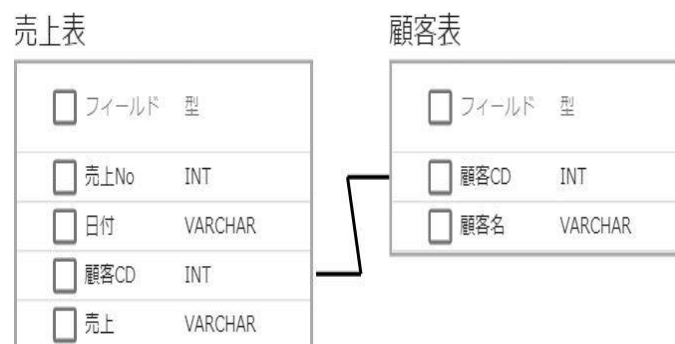 売上表
フィールド 型
売上No INT
日付 VARCHAR
顧客CD INT
売上 VARCHAR
顧客表
フィールド 型
顧客CD INT
顧客名 VARCHAR